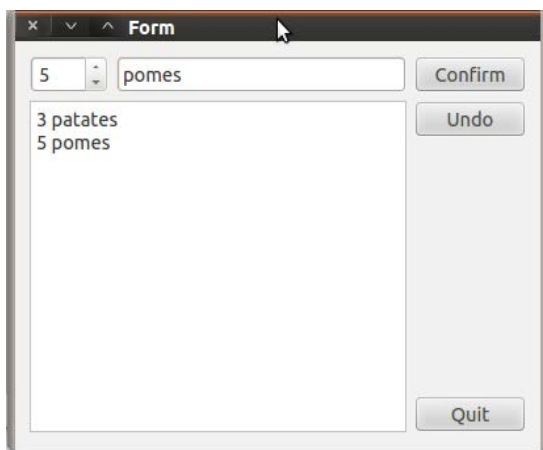 Form
5 pomes Confirm
3 patates
5 pomes
Undo
Quit